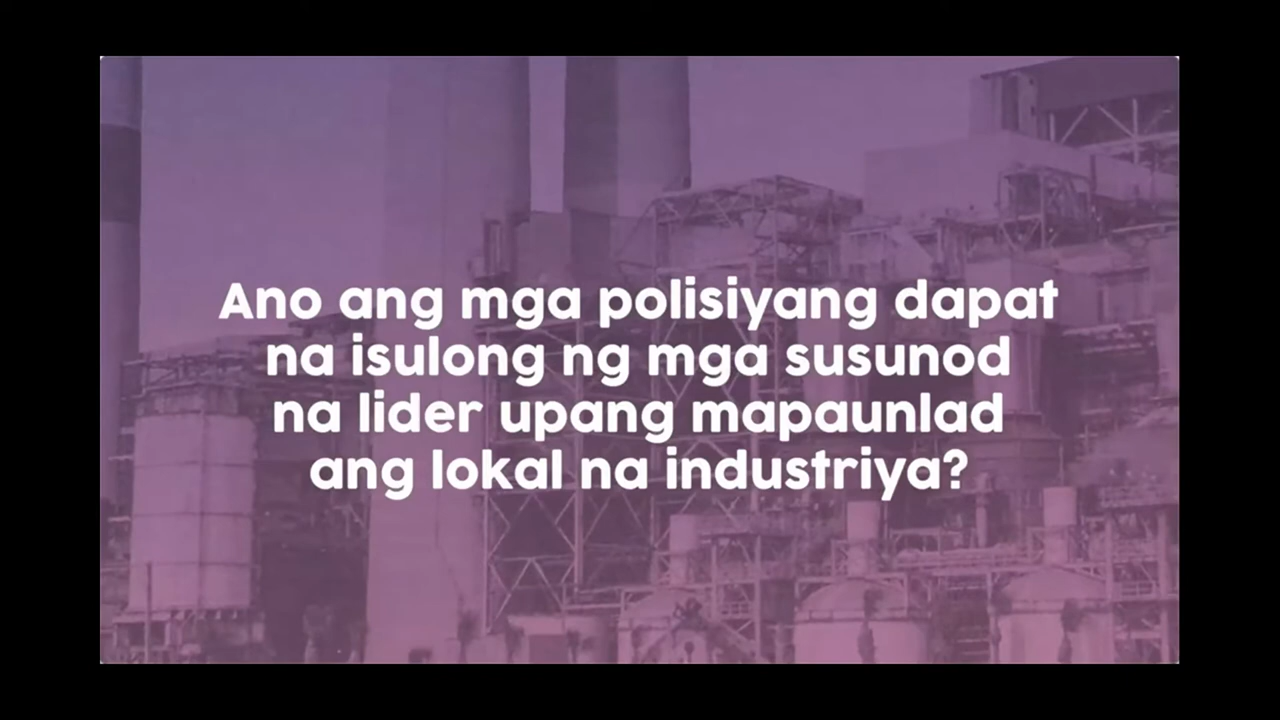 Ano ang mga polisiyang dapat
na isulong ng mga susunod
na lider upang mapaunlad
ang lokal na industriya?